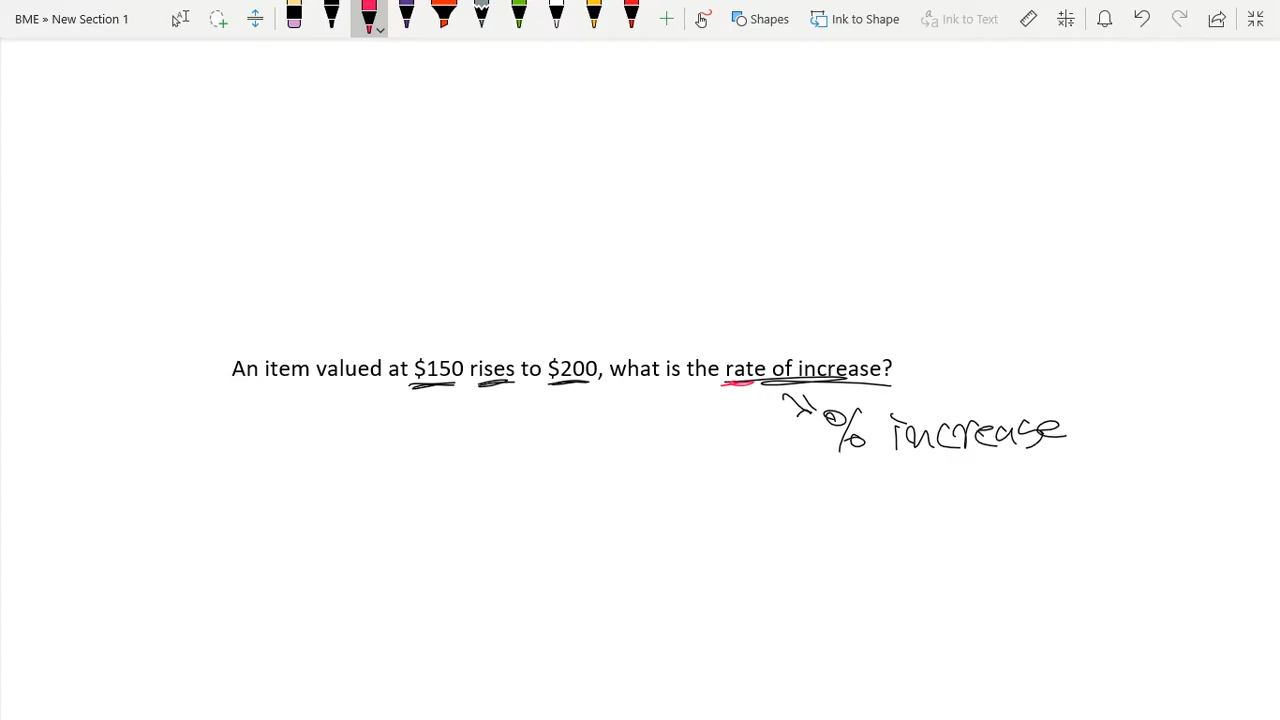 BME » New Section 1
Shapes
Ink to Shape
Ink to Text
An item valued at $150 rises to $200, what is the rate of increase?
% increase